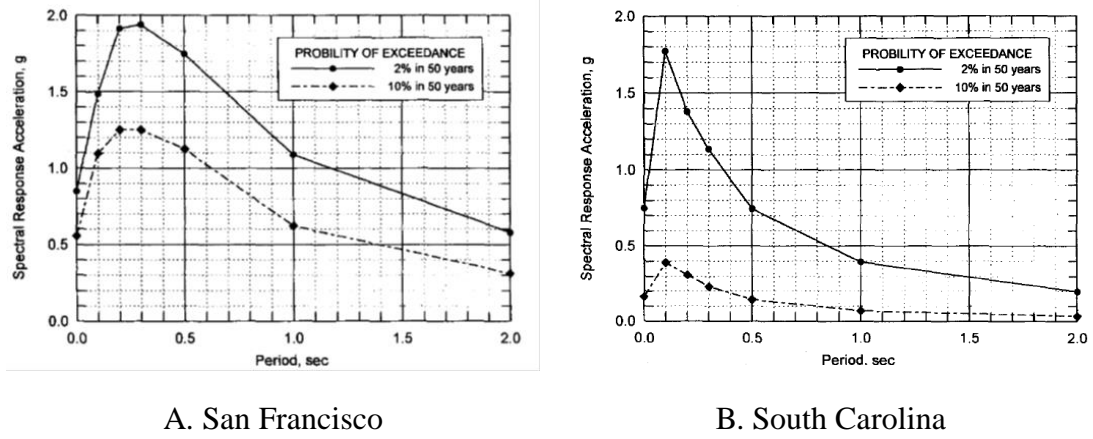 2.0
1.5
1.0
0.5
0.0
Spectral Response Acceleration, g
PROBILITY OF EXCEEDANCE
2% in 50 years
10% in 50 years
0.0 0.5 1.0 1.5 2.0
Period, sec
A. San Francisco
2.0
1.5
1.0
0.5
0.0
Spectral Response Acceleration, g
PROBILITY OF EXCEEDANCE
2% in 50 years
10% in 50 years
0.0 0.5 1.0 1.5 2.0
Period, sec
B. South Carolina